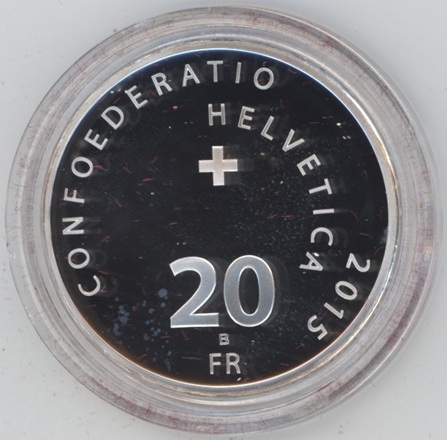 CONFOEDERATIO
HELVETICA
2015
20
B
FR